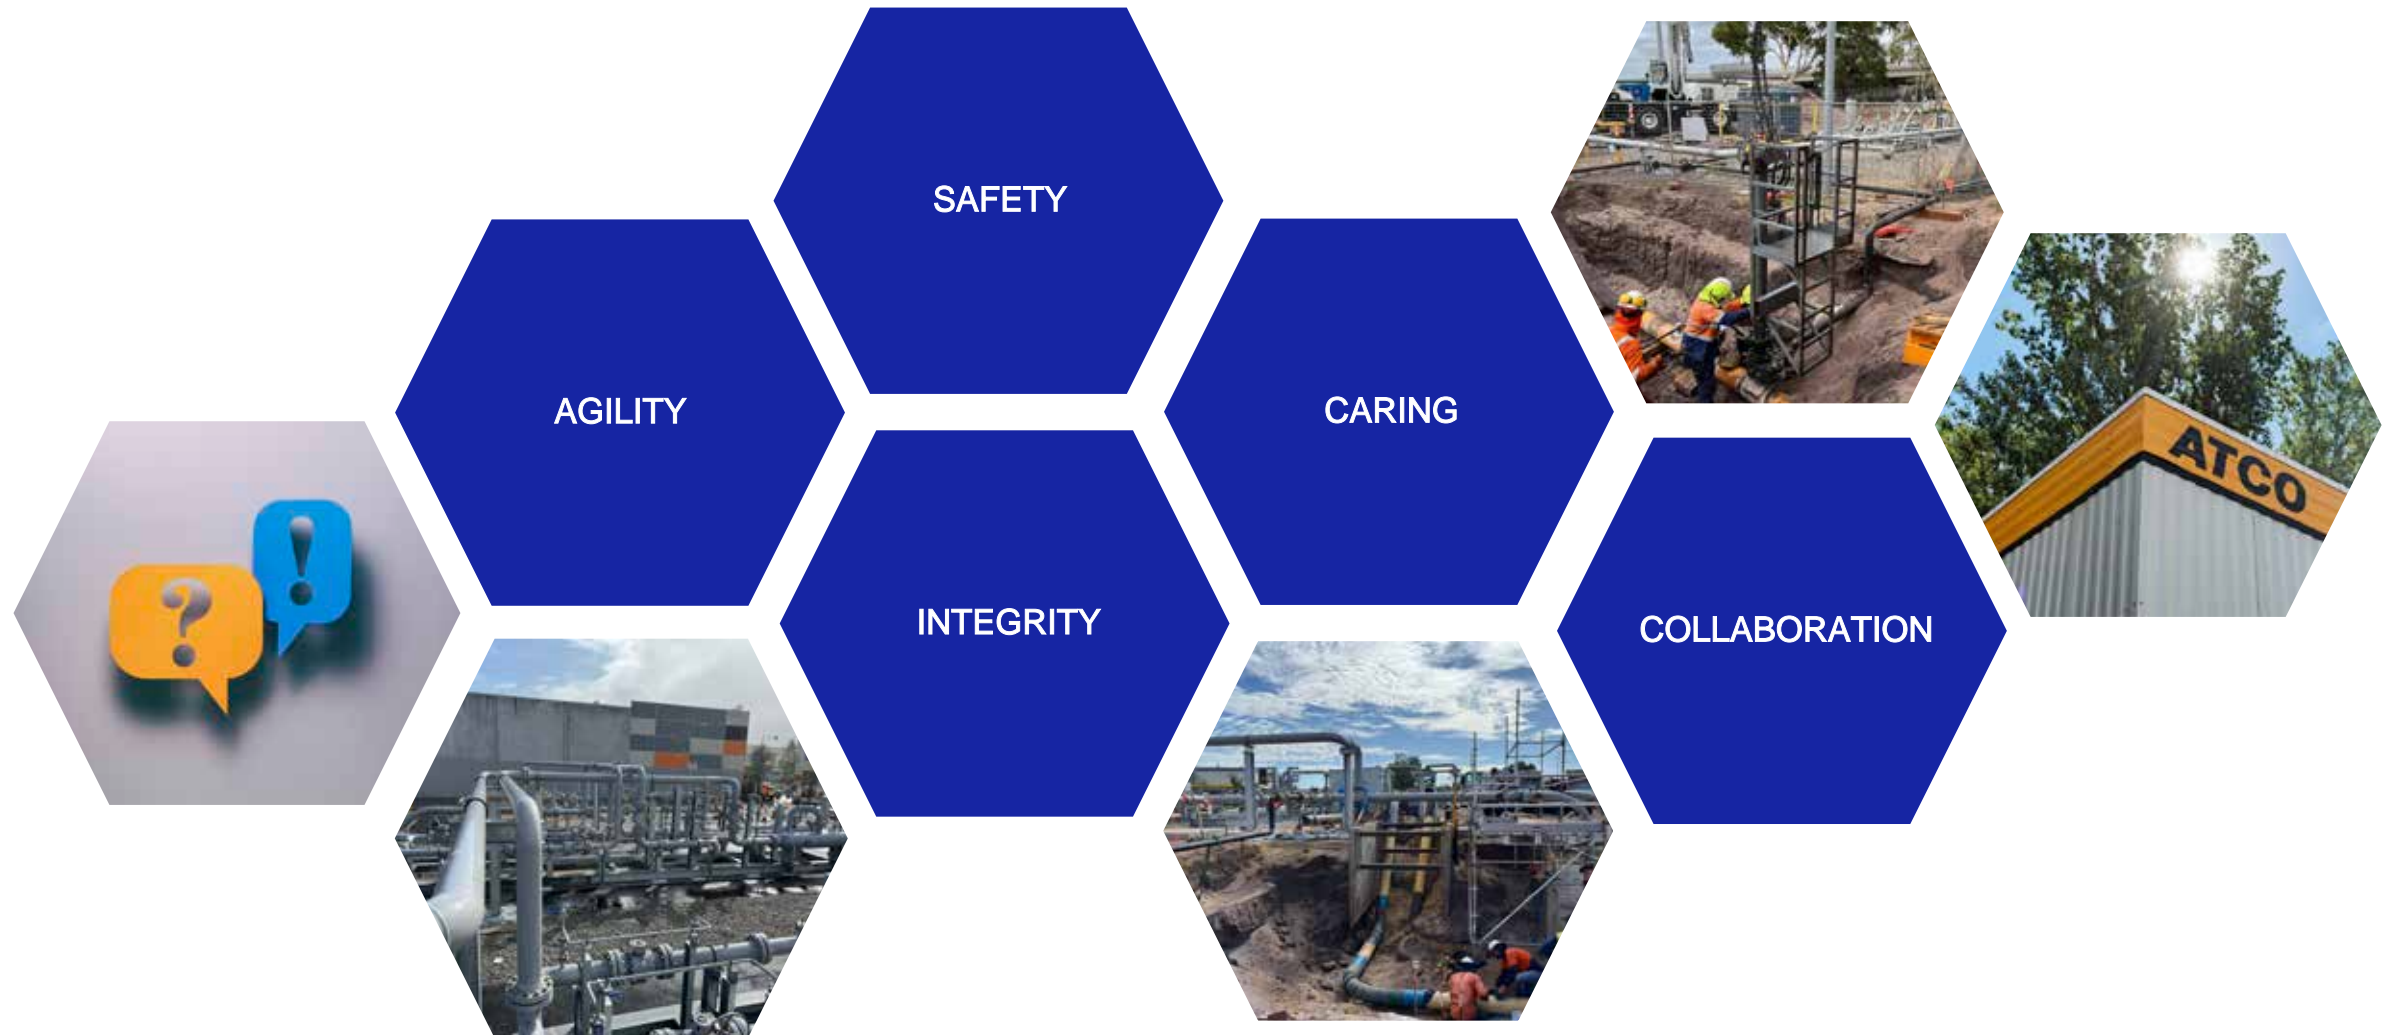 SAFETY
AGILITY
CARING
ATCO
INTEGRITY
COLLABORATION
?
!